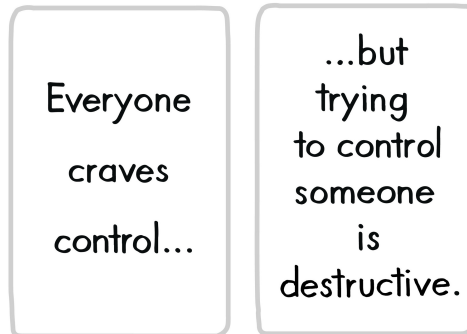 Everyone
craves
control...
...but
trying
to control
someone
is
destructive.